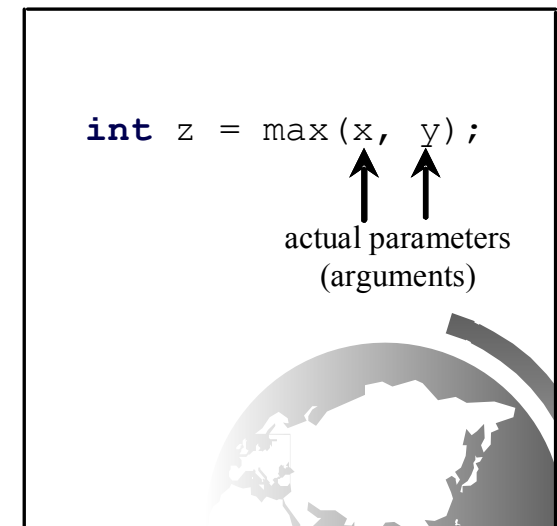 int z = max(x, y);
actual parameters
(arguments)